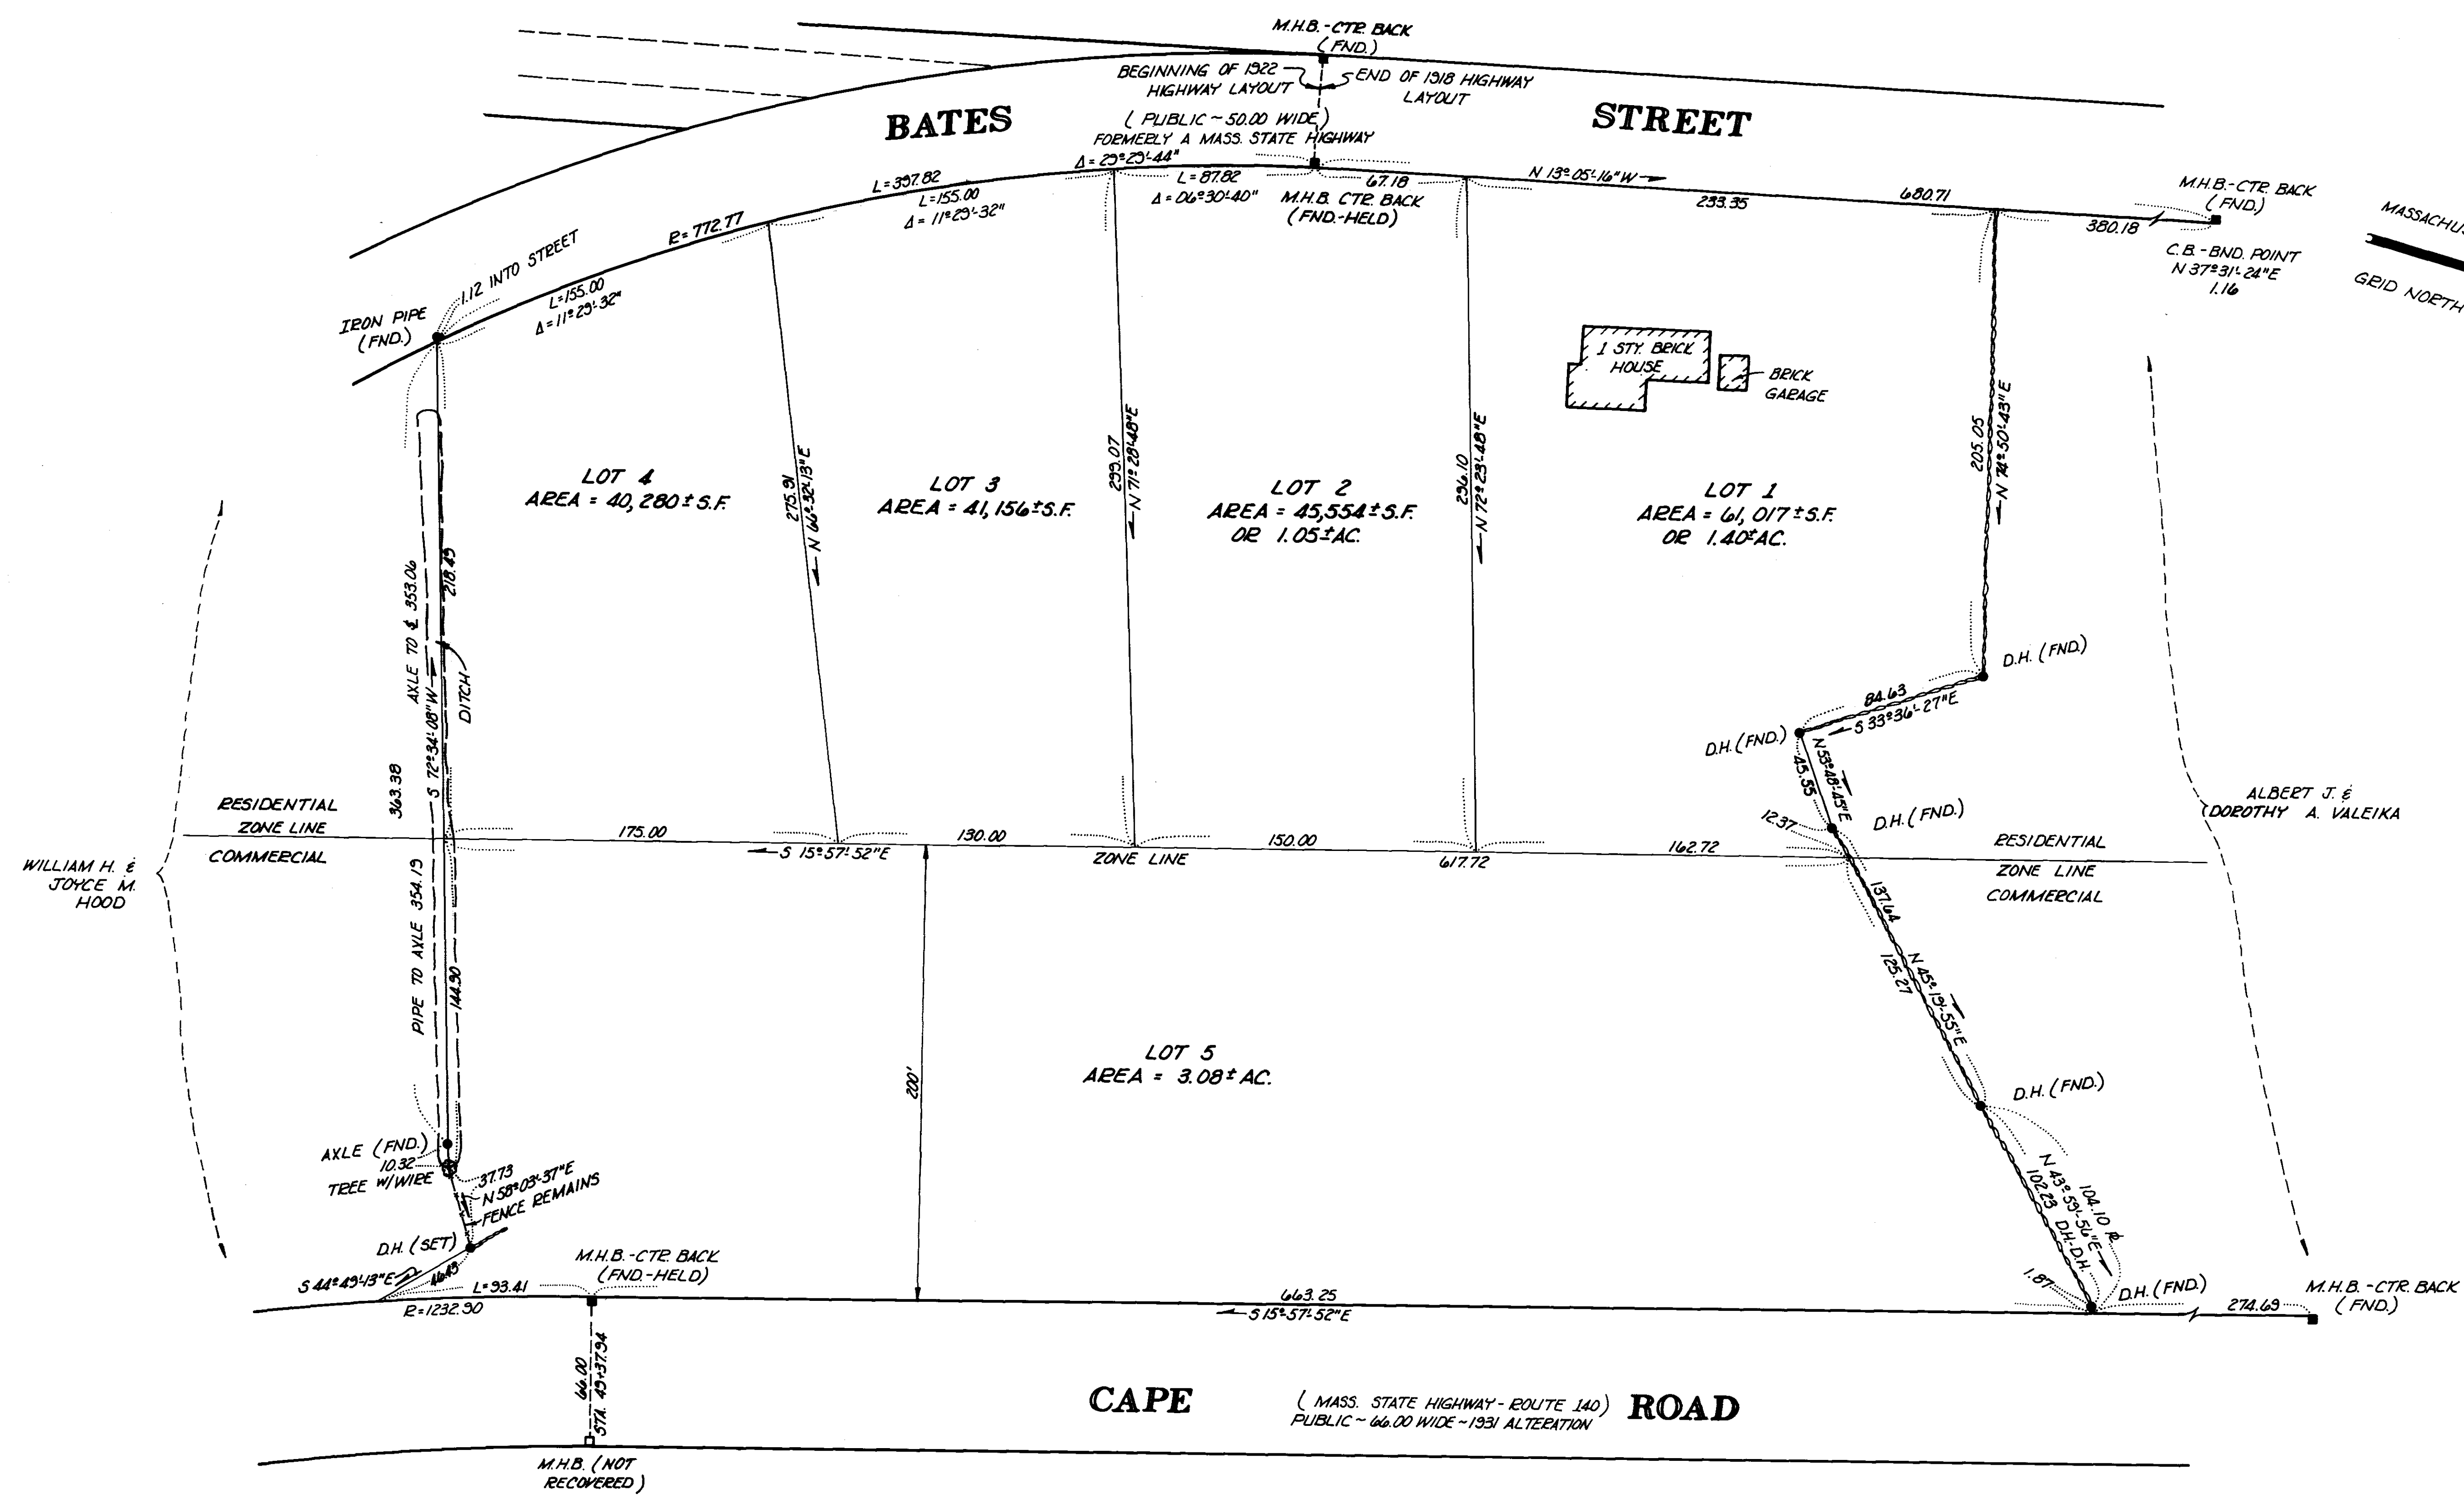 M.H.B.-CTR. BACK
(FND.)
BEGINNING OF 1922
HIGHWAY LAYOUT
END OF 1918 HIGHWAY
LAYOUT
BATES STREET
( PUBLIC ~ 50.00 WIDE )
FORMERLY A MASS. STATE HIGHWAY
Δ = 29°-29'-44"
L=397.82
R= 772.77
L=155.00
Δ = 11°-29'-32"
L= 87.82
Δ = 06°-30'-40"
M.H.B. CTR. BACK
(FND.-HELD)
67.18
N 13°-05'-16" W
233.35
680.71
380.18
M.H.B.-CTR. BACK
(FND.)
C.B.-BND. POINT
N 37°-31'-24"E
1.16
MASSACHU
GRID NORTH
1.12 INTO STREET
IRON PIPE
(FND.)
L=155.00
Δ = 11°-29'-32"
1 STY. BRICK
HOUSE
BRICK
GARAGE
LOT 4
AREA = 40,280 ± S.F.
275.91
N 66°-32'-13"E
LOT 3
AREA = 41,156 ± S.F.
299.07
N 71°-28'-48"E
LOT 2
AREA = 45,554 ± S.F.
OR 1.05± AC.
296.10
N 72°-23'-48"E
LOT 1
AREA = 61,017 ± S.F.
OR 1.40± AC.
205.05
N 74°-50'-43"E
D.H. (FND.)
84.63
S 33°-36'-27"E
D.H. (FND.)
N 53°-48'-45"E
45.55
D.H. (FND.)
12.37
AXLE TO ℄ 353.06
218.49
S 72°-34'-08" W
DITCH
363.38
RESIDENTIAL
ZONE LINE
COMMERCIAL
175.00
S 15°-57'-52"E
130.00
ZONE LINE
150.00
617.72
162.72
RESIDENTIAL
ZONE LINE
COMMERCIAL
WILLIAM H. &
JOYCE M.
HOOD
ALBERT J. &
DOROTHY A. VALEIKA
PIPE TO AXLE 354.19
144.90
200'
LOT 5
AREA = 3.08 ± AC.
137.64
125.27
N 45°-19'-55"E
D.H. (FND.)
AXLE (FND.)
10.32
TREE W/WIRE
37.73
N 58°-03'-37"E
FENCE REMAINS
D.H. (SET)
S 44°-49'-13"E
46.43
L=93.41
R=1232.90
M.H.B.-CTR. BACK
(FND.-HELD)
663.25
S 15°-57'-52"E
104.10
N 43°-59'-56"E
102.23 D.H.-D.H.
1.87
D.H. (FND.)
274.69
M.H.B.-CTR. BACK
(FND.)
66.00
STA. 49+37.94
M.H.B. (NOT
RECOVERED)
CAPE ROAD
( MASS. STATE HIGHWAY - ROUTE 140 )
PUBLIC ~ 66.00 WIDE ~ 1931 ALTERATION